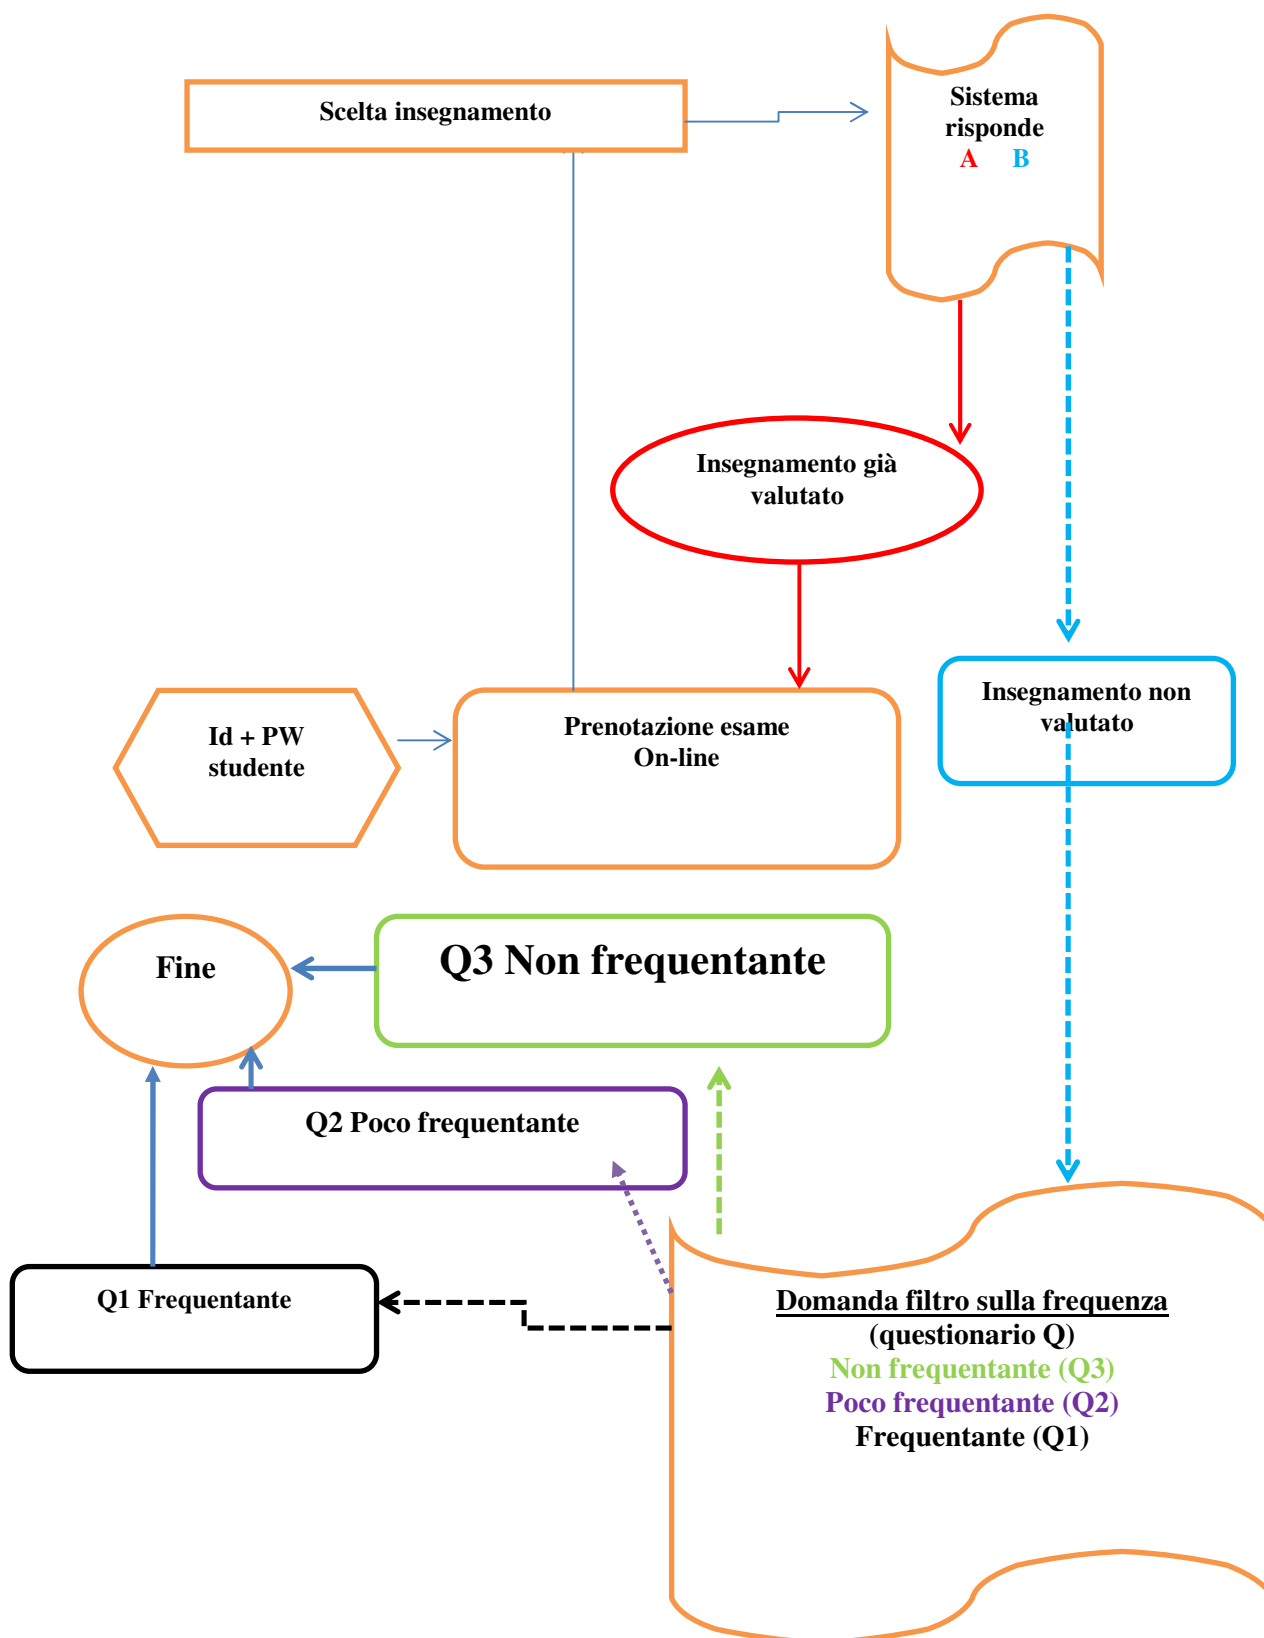 Scelta insegnamento
Sistema
risponde
A B
Insegnamento già
valutato
Insegnamento non
valutato
Id + PW
studente
Prenotazione esame
On-line
Fine
Q3 Non frequentante
Q2 Poco frequentante
Q1 Frequentante
Domanda filtro sulla frequenza
(questionario Q)
Non frequentante (Q3)
Poco frequentante (Q2)
Frequentante (Q1)